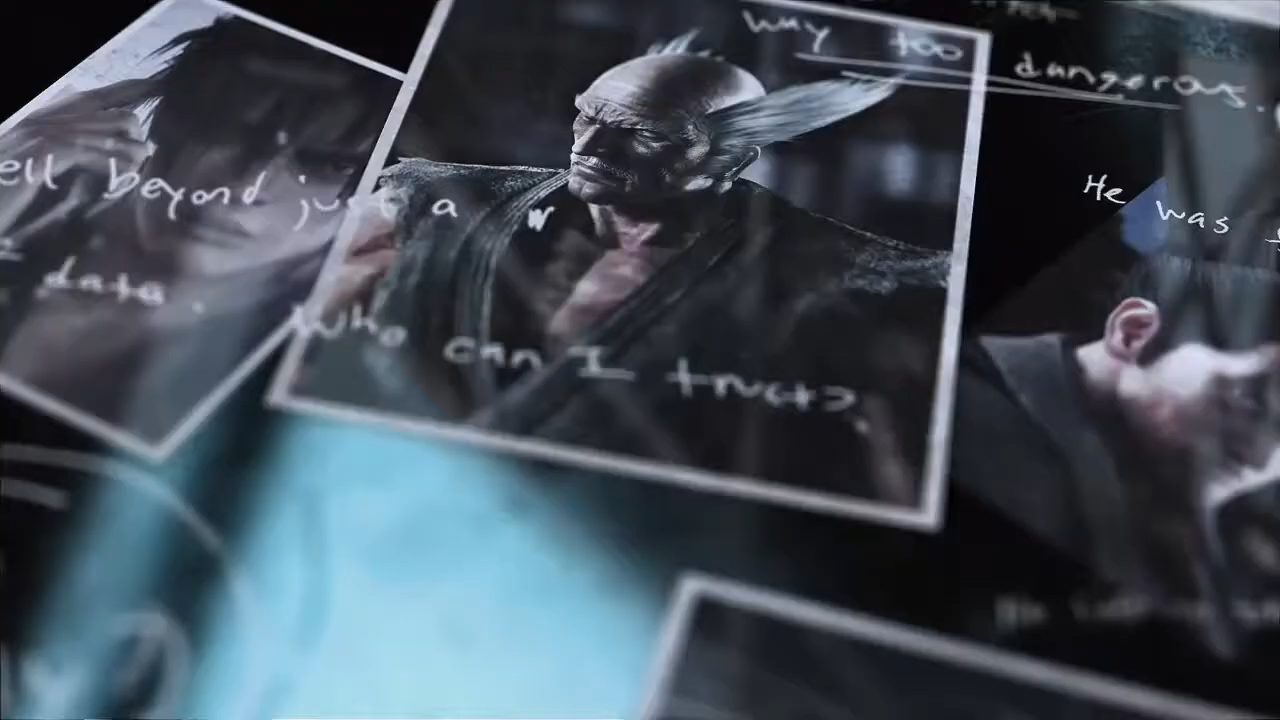 way too dangerous.
He was
ell beyond just a w
data.
Who can I trust?